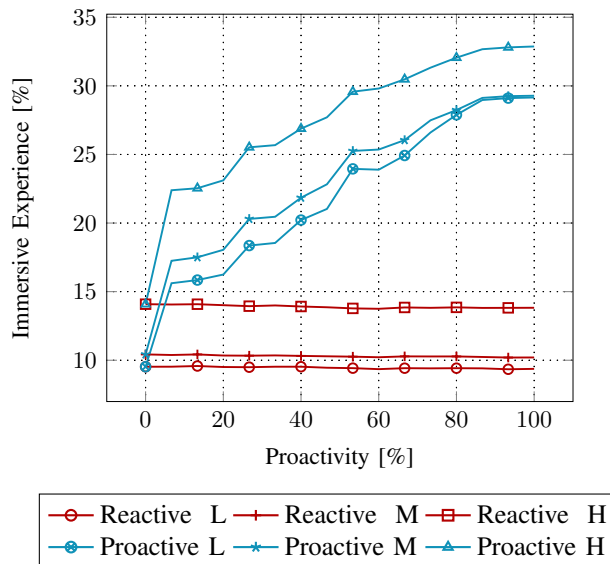 35
30
25
20
15
10
Immersive Experience [%]
0 20 40 60 80 100
Proactivity [%]
Reactive L Reactive M Reactive H
Proactive L Proactive M Proactive H